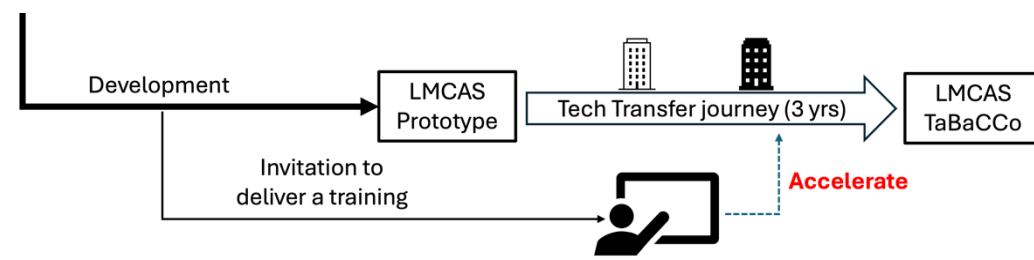 Development
LMCAS
Prototype
Tech Transfer journey (3 yrs)
LMCAS
TaBaCCo
Invitation to
deliver a training
Accelerate